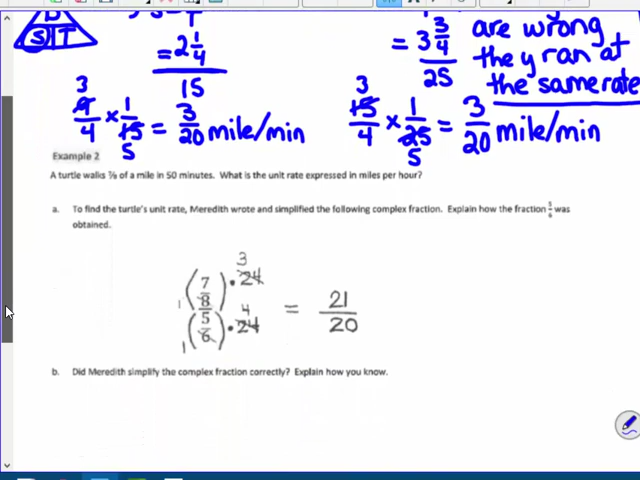 D
S T
= 2 1/4
15
3
9/4 × 1/15 = 3/20 mile/min
5
= 3 3/4
25
are wrong
they ran at
the same rate
3
15/4 × 1/25 = 3/20 mile/min
5
Example 2
A turtle walks ⅞ of a mile in 50 minutes. What is the unit rate expressed in miles per hour?
a. To find the turtle's unit rate, Meredith wrote and simplified the following complex fraction. Explain how the fraction 5/6 was
obtained.
3
1 (7/8) • 24
4
1 (5/6) • 24
= 21/20
b. Did Meredith simplify the complex fraction correctly? Explain how you know.